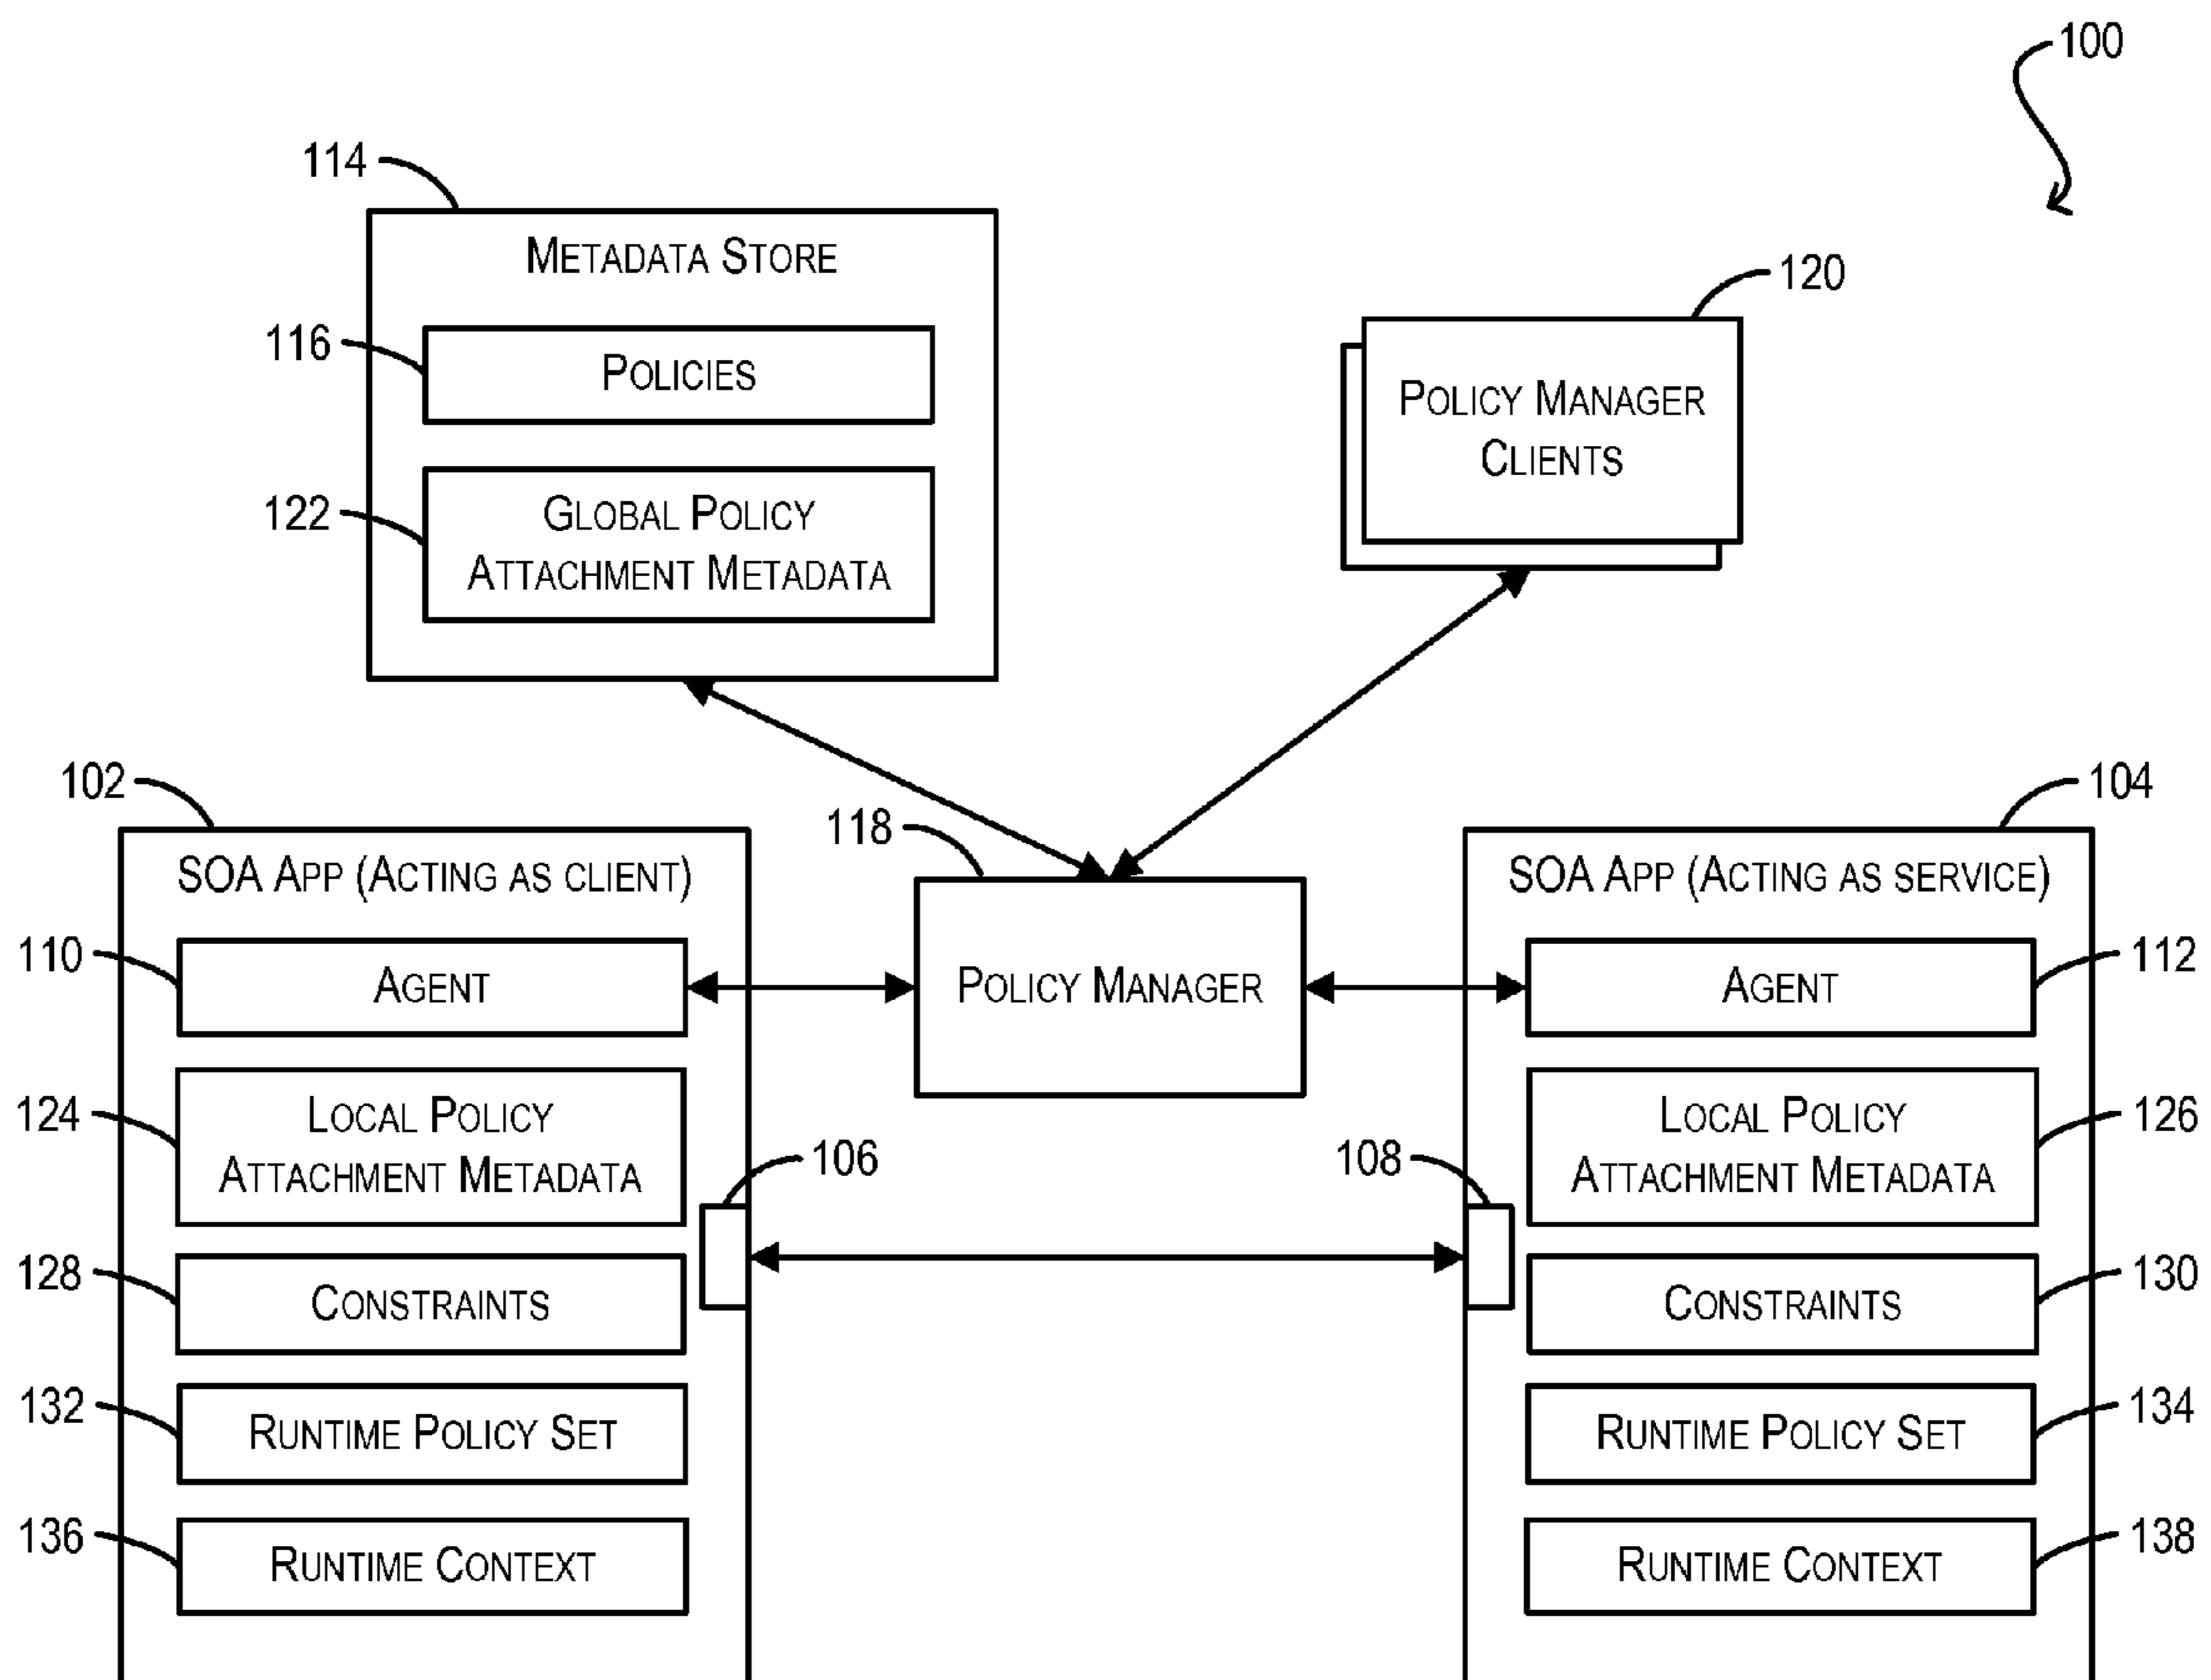 100
114
METADATA STORE
120
116
POLICIES
POLICY MANAGER
CLIENTS
122
GLOBAL POLICY
ATTACHMENT METADATA
102
118
104
SOA APP (ACTING AS CLIENT)
SOA APP (ACTING AS SERVICE)
110
AGENT
POLICY MANAGER
AGENT
112
124
LOCAL POLICY
ATTACHMENT METADATA
106
108
LOCAL POLICY
ATTACHMENT METADATA
126
128
CONSTRAINTS
CONSTRAINTS
130
132
RUNTIME POLICY SET
RUNTIME POLICY SET
134
136
RUNTIME CONTEXT
RUNTIME CONTEXT
138